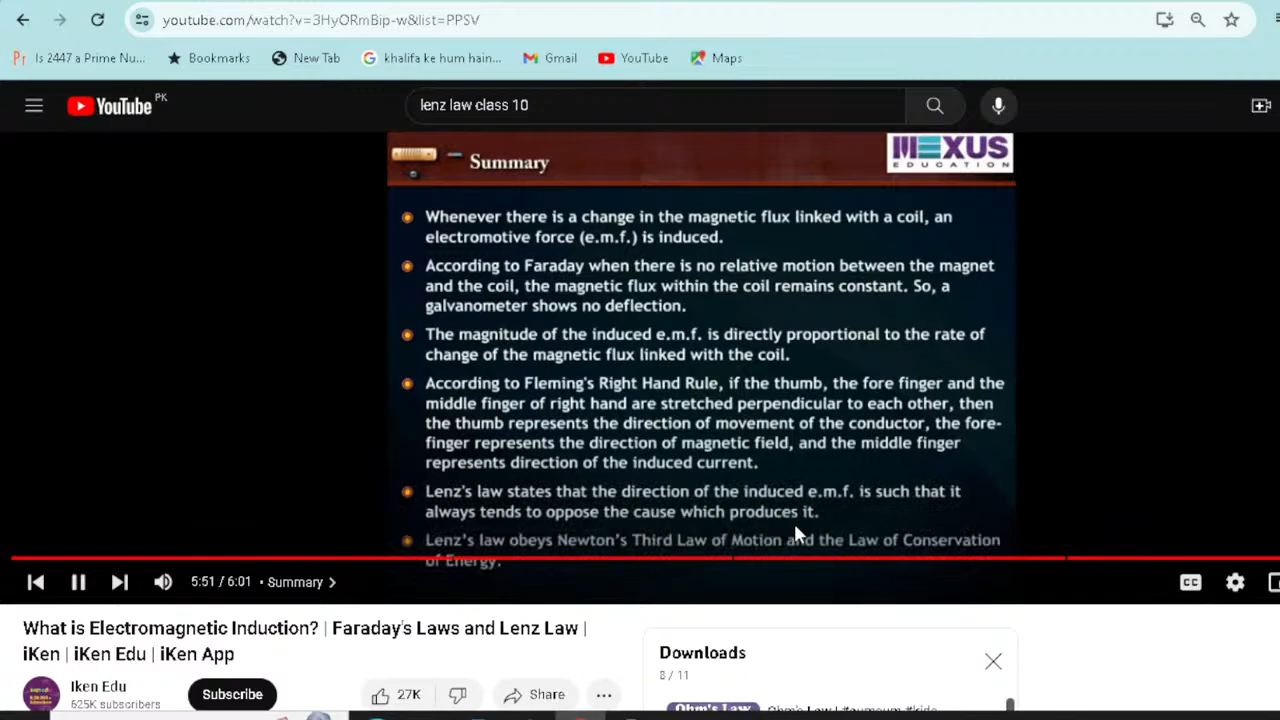 youtube.com/watch?v=3HyORmBip-w&list=PPSV
Is 2447 a Prime Nu... Bookmarks New Tab khalifa ke hum hain... Gmail YouTube Maps
YouTube PK lenz law class 10
Summary MEXUS
EDUCATION
Whenever there is a change in the magnetic flux linked with a coil, an
electromotive force (e.m.f.) is induced.
According to Faraday when there is no relative motion between the magnet
and the coil, the magnetic flux within the coil remains constant. So, a
galvanometer shows no deflection.
The magnitude of the induced e.m.f. is directly proportional to the rate of
change of the magnetic flux linked with the coil.
According to Fleming's Right Hand Rule, if the thumb, the fore finger and the
middle finger of right hand are stretched perpendicular to each other, then
the thumb represents the direction of movement of the conductor, the fore-
finger represents the direction of magnetic field, and the middle finger
represents direction of the induced current.
Lenz's law states that the direction of the induced e.m.f. is such that it
always tends to oppose the cause which produces it.
Lenz's law obeys Newton's Third Law of Motion and the Law of Conservation
of Energy.
5:51 / 6:01 • Summary
CC
What is Electromagnetic Induction? | Faraday's Laws and Lenz Law |
iKen | iKen Edu | iKen App
Iken Edu
625K subscribers
Subscribe
27K
Share
Downloads
8 / 11
Ohm's Law